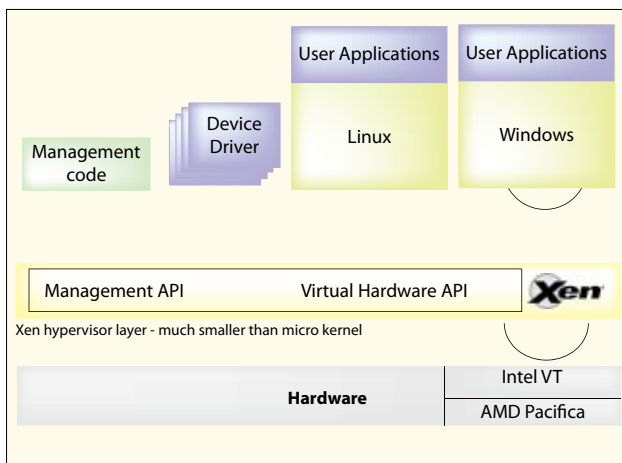 User Applications
User Applications
Device
Driver
Linux
Windows
Management
code
Management API
Virtual Hardware API
Xen
Xen hypervisor layer - much smaller than micro kernel
Hardware
Intel VT
AMD Pacifica